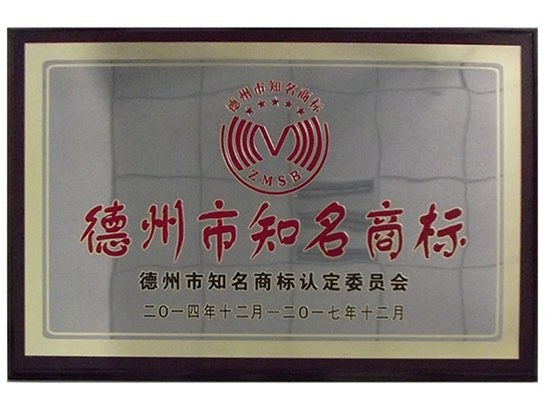 德州市知名商标
ZMSB
德州市知名商标
德州市知名商标认定委员会
二〇一四年十二月—二〇一七年十二月